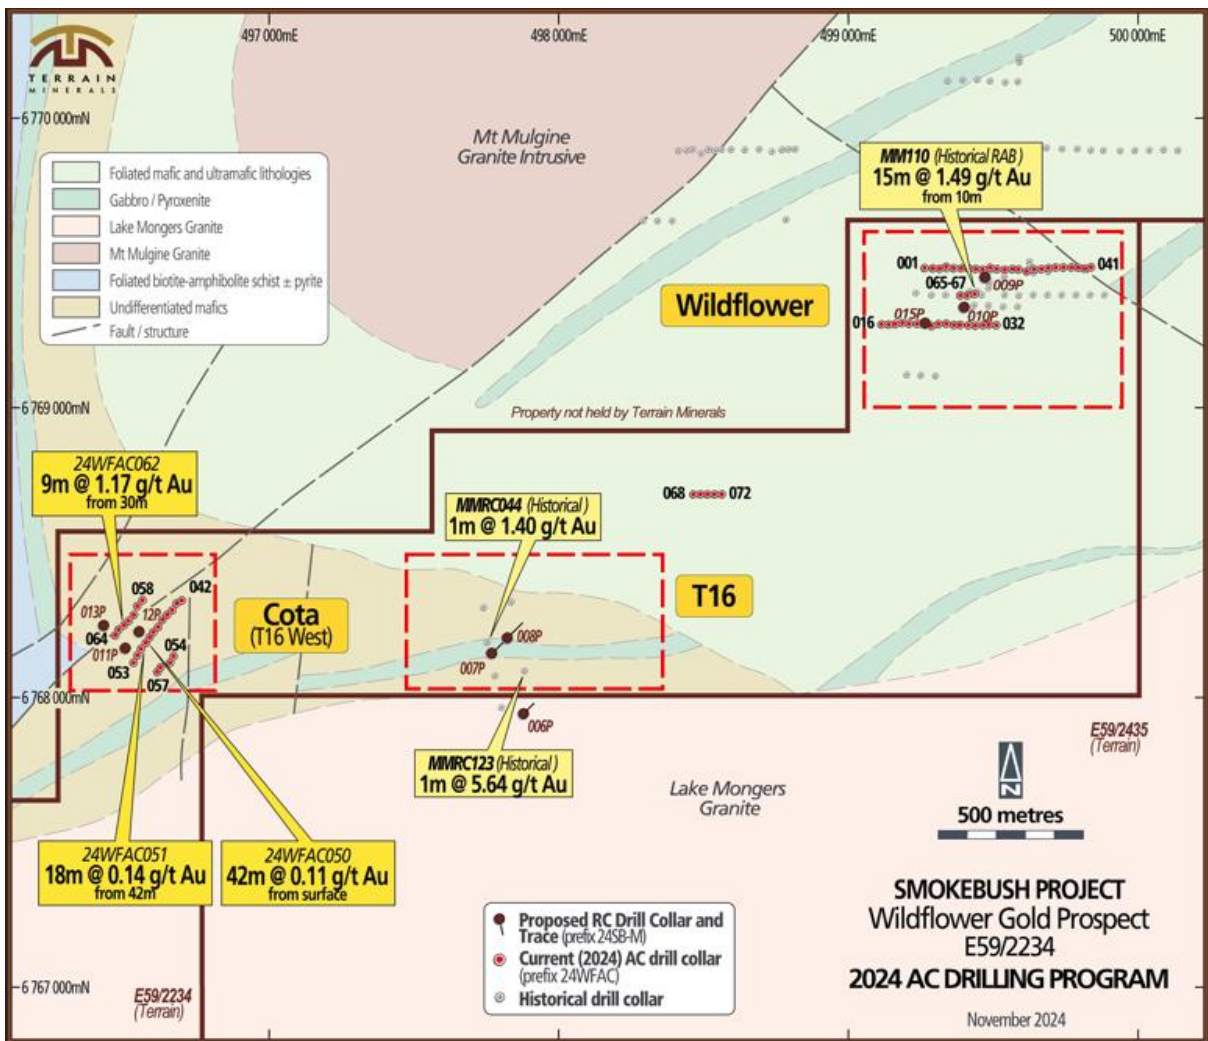 497 000mE
498 000mE
499 000mE
500 000mE
TERRAIN
MINERALS
6 770 000mN
Mt Mulgine
Granite Intrusive
MM110 (Historical RAB)
15m @ 1.49 g/t Au
from 10m
Foliated mafic and ultramafic lithologies
Gabbro / Pyroxenite
Lake Mongers Granite
Mt Mulgine Granite
Foliated biotite-amphibolite schist ± pyrite
Undifferentiated mafics
Fault / structure
001
041
065-67
009P
Wildflower
015P
010P
016
032
6 769 000mN
Property not held by Terrain Minerals
24WFAC062
9m @ 1.17 g/t Au
from 30m
068
072
MMRC044 (Historical)
1m @ 1.40 g/t Au
T16
058
042
013P
12P
064
011P
054
053
057
Cota
(T16 West)
008P
007P
6 768 000mN
006P
E59/2435
(Terrain)
MMRC123 (Historical)
1m @ 5.64 g/t Au
Lake Mongers
Granite
N
500 metres
24WFAC051
18m @ 0.14 g/t Au
from 42m
24WFAC050
42m @ 0.11 g/t Au
from surface
SMOKEBUSH PROJECT
Wildflower Gold Prospect
E59/2234
2024 AC DRILLING PROGRAM
November 2024
Proposed RC Drill Collar and
Trace (prefix 24SB-M)
Current (2024) AC drill collar
(prefix 24WFAC)
Historical drill collar
6 767 000mN
E59/2234
(Terrain)